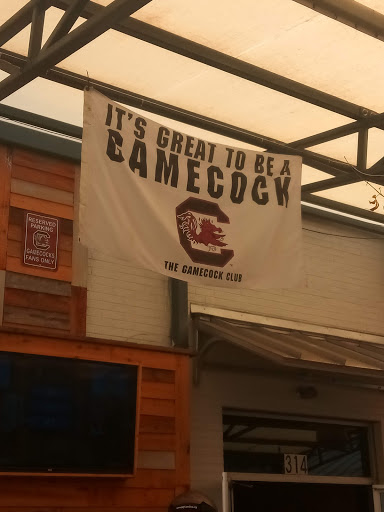 IT'S GREAT TO BE A
GAMECOCK
THE GAMECOCK CLUB
RESERVED
PARKING
GAMECOCKS
FANS ONLY
314